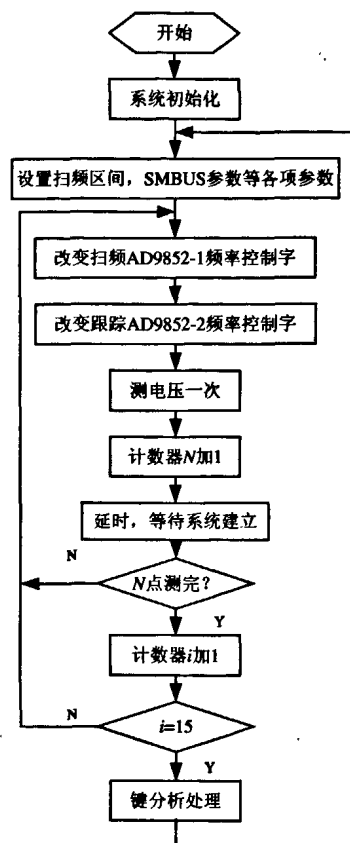 开始
系统初始化
设置扫频区间，SMBUS参数等各项参数
改变扫频AD9852-1频率控制字
改变跟踪AD9852-2频率控制字
测电压一次
计数器N加1
延时，等待系统建立
N
N点测完？
Y
计数器i加1
N
i=15
Y
键分析处理